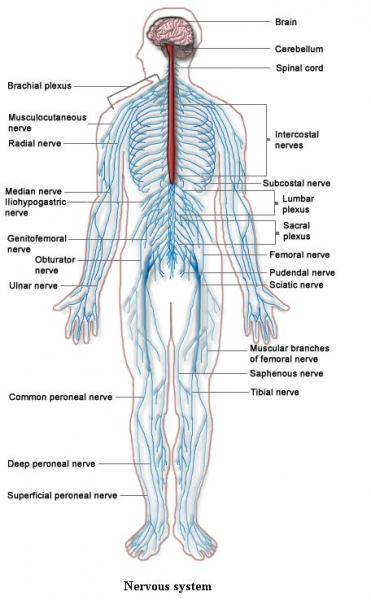 Brain
Cerebellum
Spinal cord
Brachial plexus
Musculocutaneous
nerve
Radial nerve
Intercostal
nerves
Median nerve
Iliohypogastric
nerve
Subcostal nerve
Lumbar
plexus
Sacral
plexus
Genitofemoral
nerve
Obturator
nerve
Ulnar nerve
Femoral nerve
Pudendal nerve
Sciatic nerve
Muscular branches
of femoral nerve
Saphenous nerve
Tibial nerve
Common peroneal nerve
Deep peroneal nerve
Superficial peroneal nerve
Nervous system